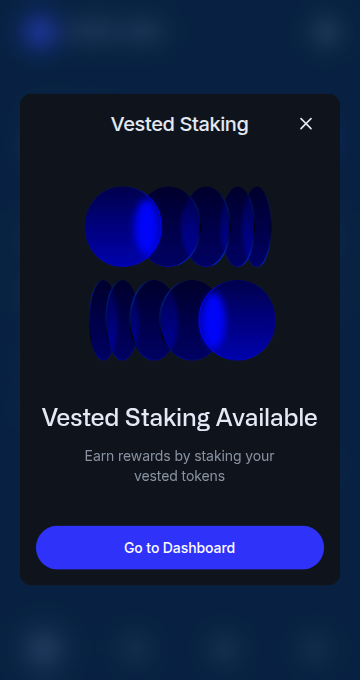 Vested Staking
Vested Staking Available
Earn rewards by staking your
vested tokens
Go to Dashboard